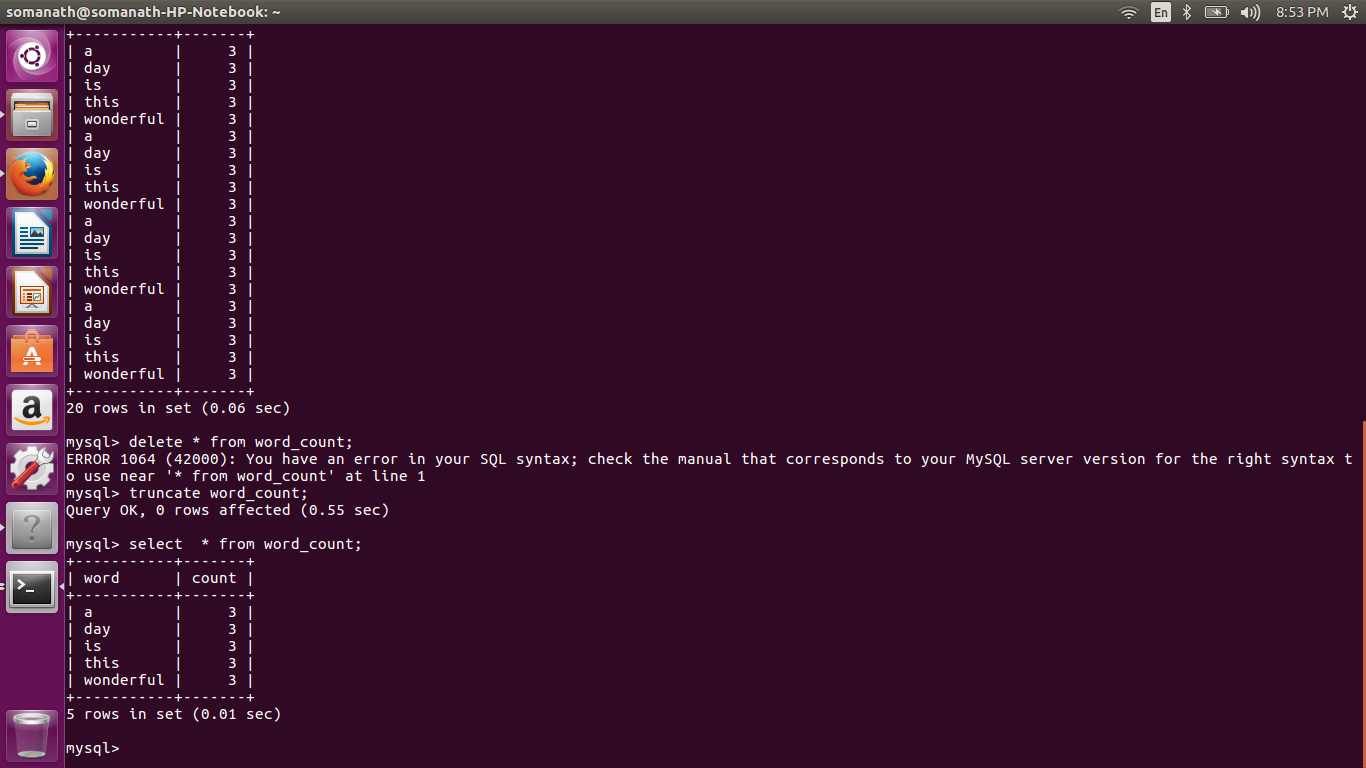 somanath@somanath-HP-Notebook: ~
En
8:53 PM
+-----------+-------+
| a         |     3 |
| day       |     3 |
| is        |     3 |
| this      |     3 |
| wonderful |     3 |
| a         |     3 |
| day       |     3 |
| is        |     3 |
| this      |     3 |
| wonderful |     3 |
| a         |     3 |
| day       |     3 |
| is        |     3 |
| this      |     3 |
| wonderful |     3 |
| a         |     3 |
| day       |     3 |
| is        |     3 |
| this      |     3 |
| wonderful |     3 |
+-----------+-------+
20 rows in set (0.06 sec)

mysql> delete * from word_count;
ERROR 1064 (42000): You have an error in your SQL syntax; check the manual that corresponds to your MySQL server version for the right syntax t
o use near '* from word_count' at line 1
mysql> truncate word_count;
Query OK, 0 rows affected (0.55 sec)

mysql> select  * from word_count;
+-----------+-------+
| word      | count |
+-----------+-------+
| a         |     3 |
| day       |     3 |
| is        |     3 |
| this      |     3 |
| wonderful |     3 |
+-----------+-------+
5 rows in set (0.01 sec)

mysql>